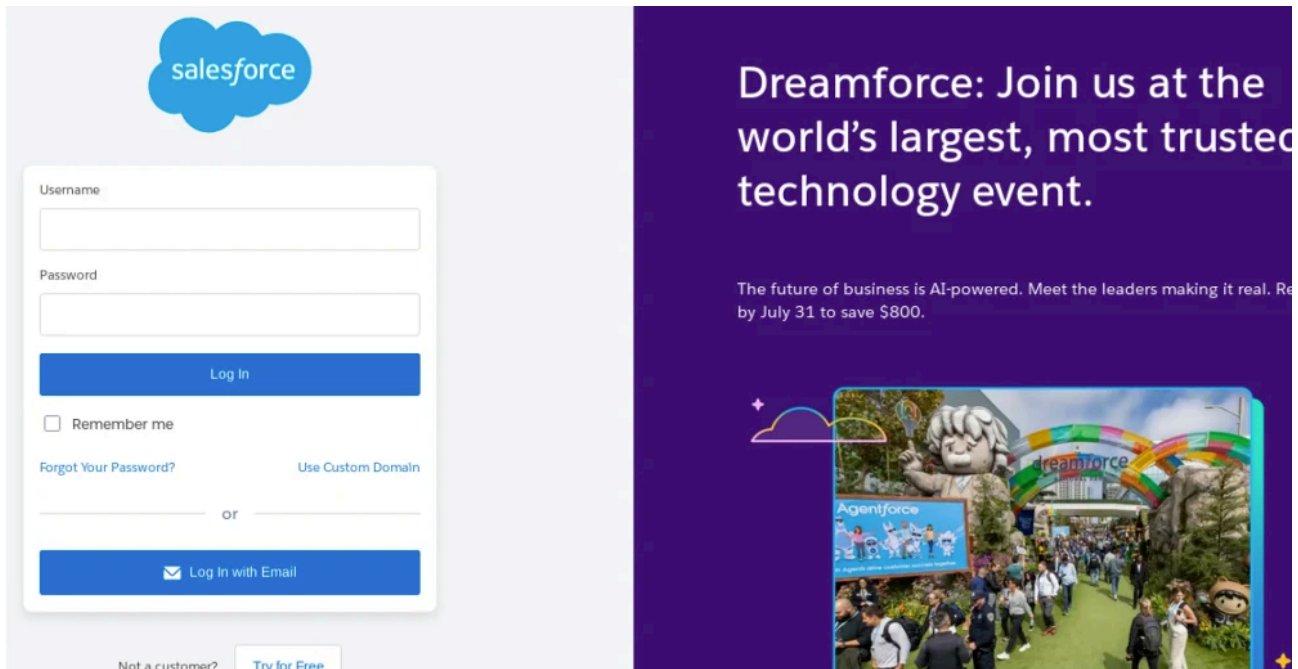 salesforce
Username
Password
Log In
Remember me
Forgot Your Password?
Use Custom Domain
or
Log In with Email
Not a customer?
Try for Free
Dreamforce: Join us at the
world's largest, most trusted
technology event.
The future of business is AI-powered. Meet the leaders making it real. Re
by July 31 to save $800.
dreamforce
Agentforce